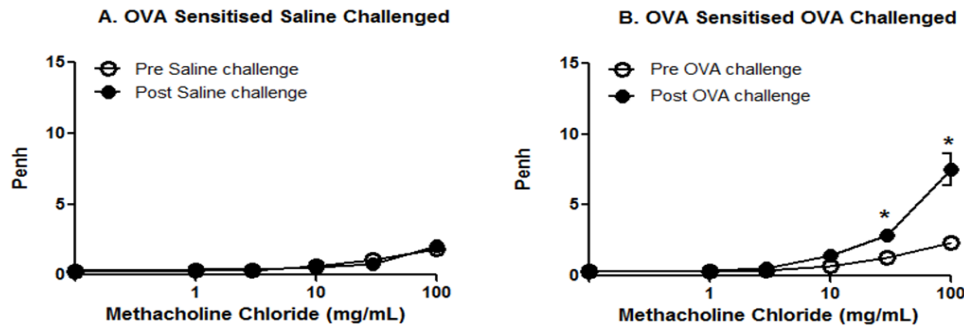 A. OVA Sensitised Saline Challenged
15
10
5
0
Penh
Pre Saline challenge
Post Saline challenge
1
10
100
Methacholine Chloride (mg/mL)
B. OVA Sensitised OVA Challenged
15
10
5
0
Penh
Pre OVA challenge
Post OVA challenge
*
*
1
10
100
Methacholine Chloride (mg/mL)